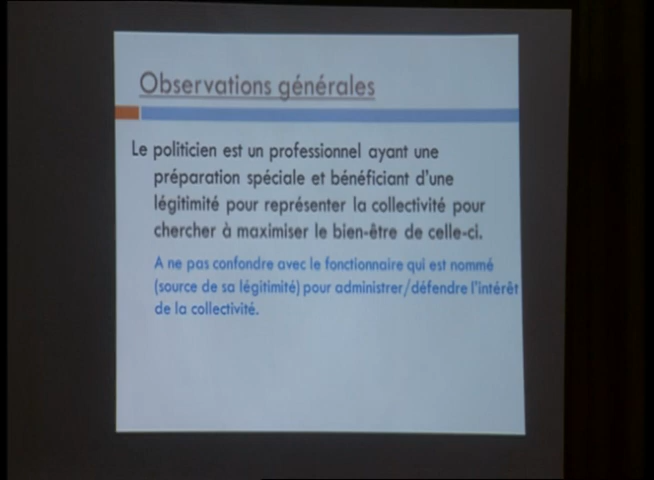 Observations générales
Le politicien est un professionnel ayant une
préparation spéciale et bénéficiant d'une
légitimité pour représenter la collectivité pour
chercher à maximiser le bien-être de celle-ci.
A ne pas confondre avec le fonctionnaire qui est nommé
(source de sa légitimité) pour administrer/défendre l'intérêt
de la collectivité.